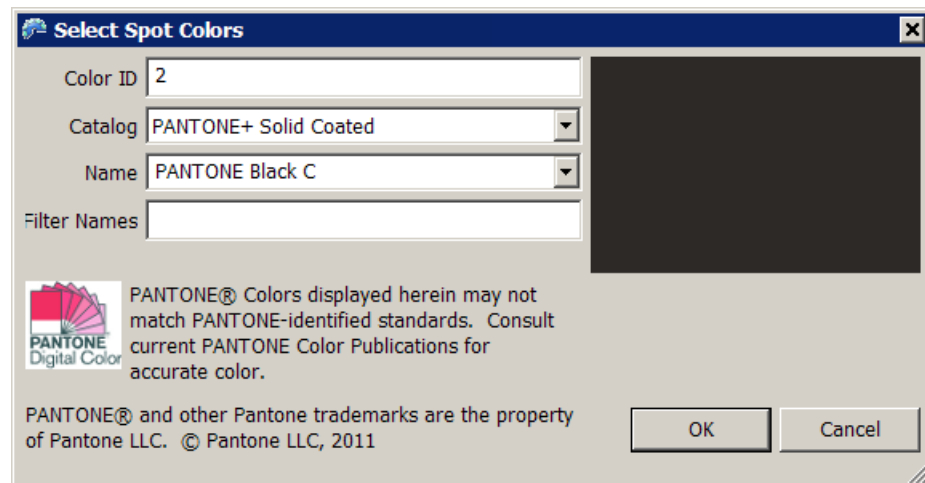 Select Spot Colors
Color ID 2
Catalog PANTONE+ Solid Coated
Name PANTONE Black C
Filter Names
PANTONE
Digital Color
PANTONE® Colors displayed herein may not
match PANTONE-identified standards. Consult
current PANTONE Color Publications for
accurate color.
PANTONE® and other Pantone trademarks are the property
of Pantone LLC. © Pantone LLC, 2011
OK Cancel